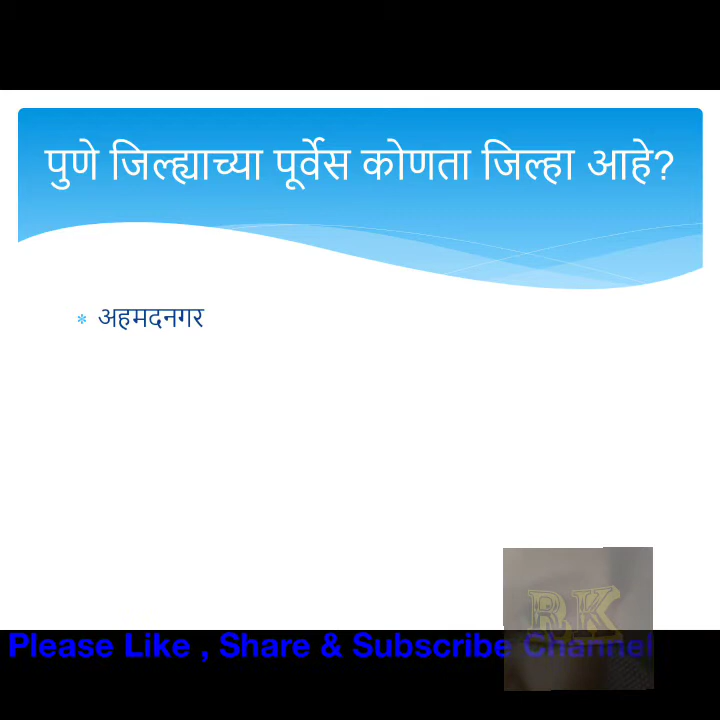 पुणे जिल्ह्याच्या पूर्वेस कोणता जिल्हा आहे?
अहमदनगर
RK
Please Like , Share & Subscribe Channel